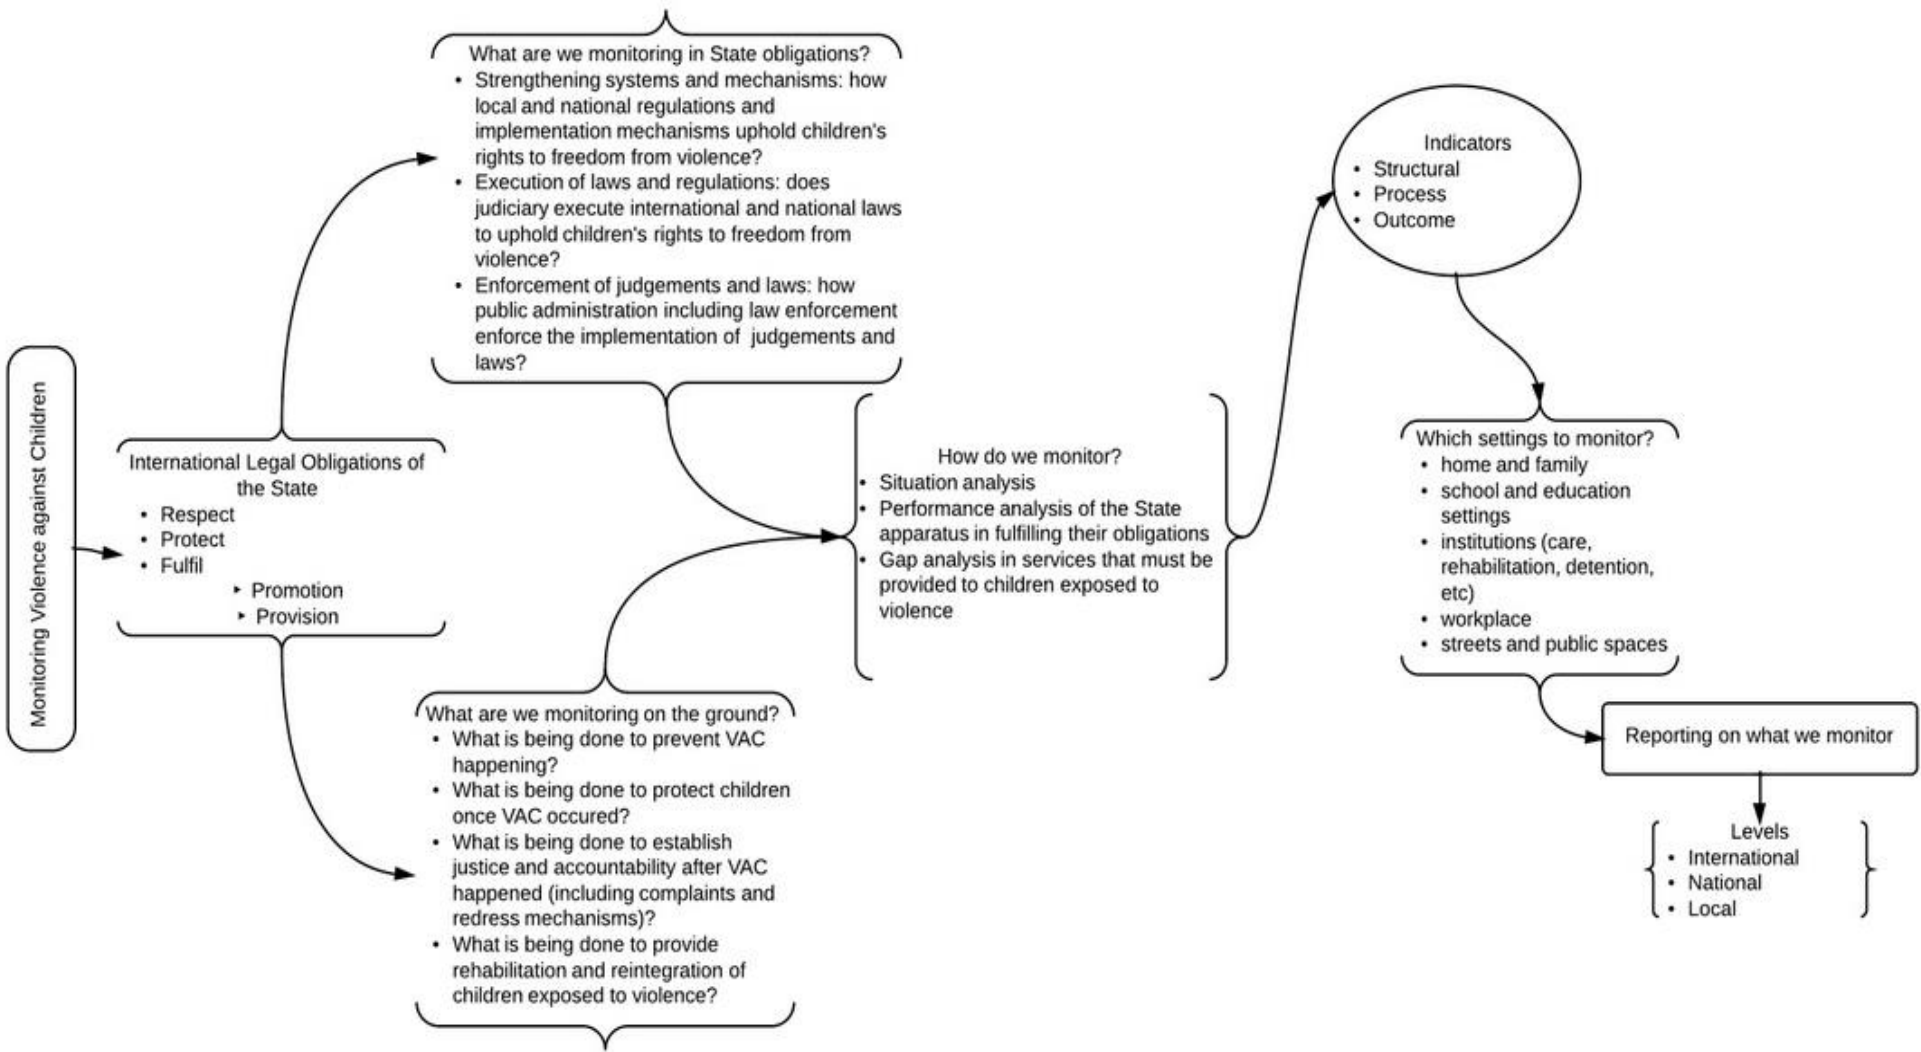 Monitoring Violence against Children
International Legal Obligations of
the State
• Respect
• Protect
• Fulfil
▸ Promotion
▸ Provision
What are we monitoring in State obligations?
• Strengthening systems and mechanisms: how
local and national regulations and
implementation mechanisms uphold children's
rights to freedom from violence?
• Execution of laws and regulations: does
judiciary execute international and national laws
to uphold children's rights to freedom from
violence?
• Enforcement of judgements and laws: how
public administration including law enforcement
enforce the implementation of judgements and
laws?
What are we monitoring on the ground?
• What is being done to prevent VAC
happening?
• What is being done to protect children
once VAC occured?
• What is being done to establish
justice and accountability after VAC
happened (including complaints and
redress mechanisms)?
• What is being done to provide
rehabilitation and reintegration of
children exposed to violence?
How do we monitor?
• Situation analysis
• Performance analysis of the State
apparatus in fulfilling their obligations
• Gap analysis in services that must be
provided to children exposed to
violence
Indicators
• Structural
• Process
• Outcome
Which settings to monitor?
• home and family
• school and education
settings
• institutions (care,
rehabilitation, detention,
etc)
• workplace
• streets and public spaces
Reporting on what we monitor
Levels
• International
• National
• Local